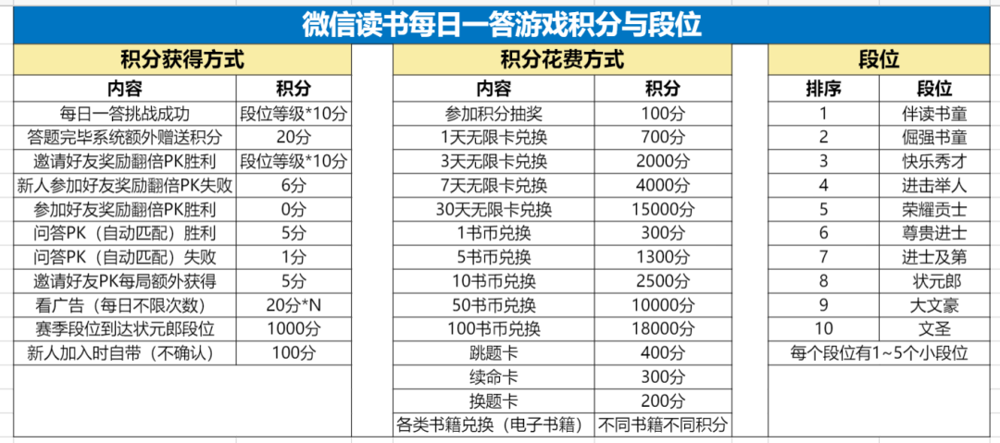 微信读书每日一答游戏积分与段位
积分获得方式 积分花费方式 段位
内容 积分 内容 积分 排序 段位
每日一答挑战成功 段位等级*10分 参加积分抽奖 100分 1 伴读书童
答题完毕系统额外赠送积分 20分 1天无限卡兑换 700分 2 倔强书童
邀请好友奖励翻倍PK胜利 段位等级*10分 3天无限卡兑换 2000分 3 快乐秀才
新人参加好友奖励翻倍PK失败 6分 7天无限卡兑换 4000分 4 进击举人
参加好友奖励翻倍PK胜利 0分 30天无限卡兑换 15000分 5 荣耀贡士
问答PK（自动匹配）胜利 5分 1书币兑换 300分 6 尊贵进士
问答PK（自动匹配）失败 1分 5书币兑换 1300分 7 进士及第
邀请好友PK每局额外获得 5分 10书币兑换 2500分 8 状元郎
看广告（每日不限次数） 20分*N 50书币兑换 10000分 9 大文豪
赛季段位到达状元郎段位 1000分 100书币兑换 18000分 10 文圣
新人加入时自带（不确认） 100分 跳题卡 400分 每个段位有1~5个小段位
续命卡 300分
换题卡 200分
各类书籍兑换（电子书籍） 不同书籍不同积分